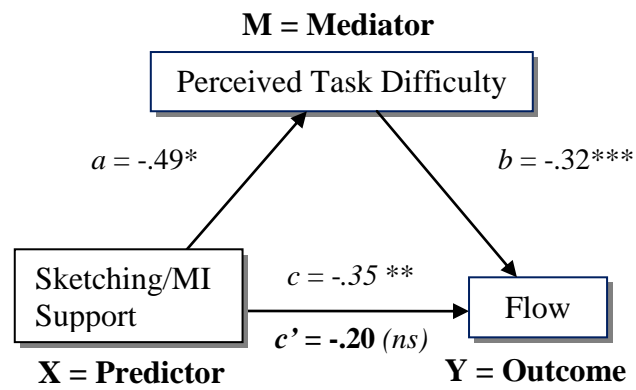 M = Mediator
Perceived Task Difficulty
a = -.49*
b = -.32***
Sketching/MI
Support
c = -.35 **
c’ = -.20 (ns)
Flow
X = Predictor
Y = Outcome